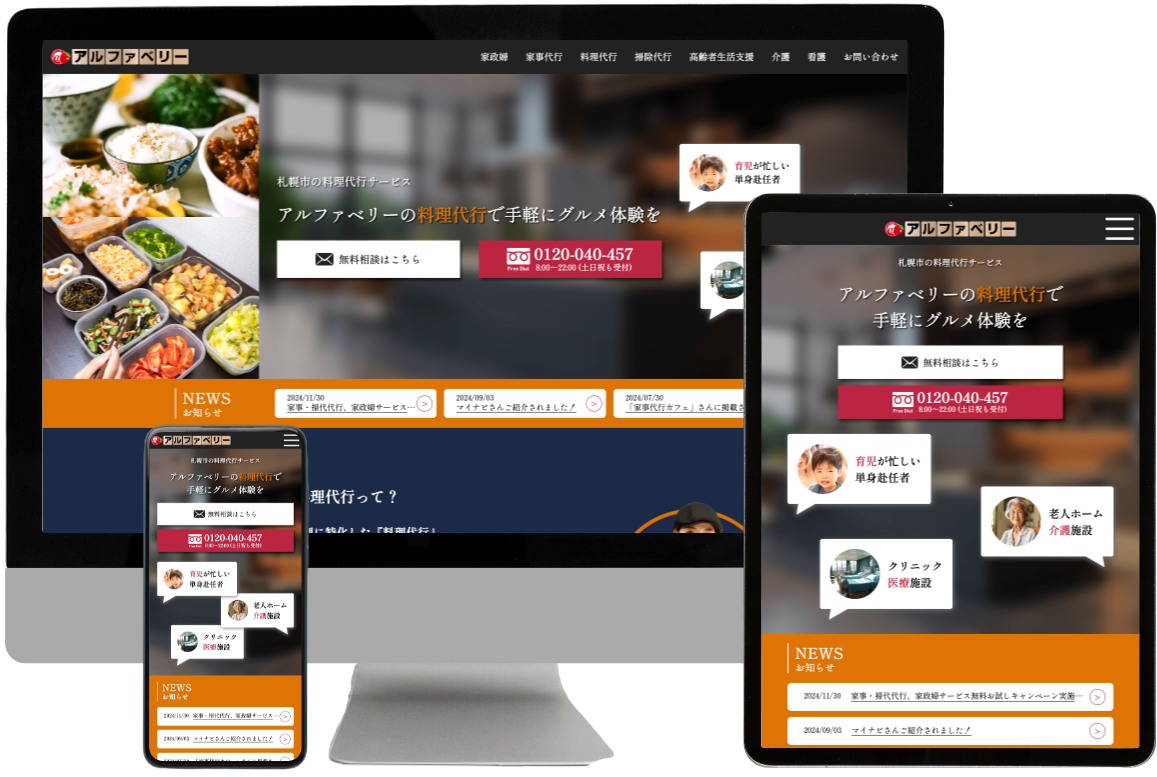 アルファベリー
家政婦 家事代行 料理代行 掃除代行 高齢者生活支援 介護 看護 お問い合わせ
札幌市の料理代行サービス
アルファベリーの料理代行で手軽にグルメ体験を
無料相談はこちら
0120-040-457
Free Dial 8:00〜22:00 (土日祝も受付)
育児が忙しい
単身赴任者
NEWS
お知らせ
2024/11/30
家事・掃代代行、家政婦サービス…
2024/09/03
マイナビさんご紹介されました！
2024/07/30
「家事代行カフェ」さんに掲載さ
理代行って？
に特化した『料理代行』
アルファベリー
札幌市の料理代行サービス
アルファベリーの料理代行で
手軽にグルメ体験を
無料相談はこちら
0120-040-457
Free Dial 8:00〜22:00 (土日祝も受付)
育児が忙しい
単身赴任者
老人ホーム
介護施設
クリニック
医療施設
NEWS
お知らせ
2024/11/30 家事・掃代代行、家政婦サービス無料お試しキャンペーン実施…
2024/09/03 マイナビさんご紹介されました！
アルファベリー
札幌市の料理代行サービス
アルファベリーの料理代行で
手軽にグルメ体験を
無料相談はこちら
0120-040-457
8:00〜22:00 (土日祝も受付)
育児が忙しい
単身赴任者
老人ホーム
介護施設
クリニック
医療施設
NEWS
お知らせ
2024/11/30 家事・掃代代行、家政婦サービス…
2024/09/03 マイナビさんご紹介されました！